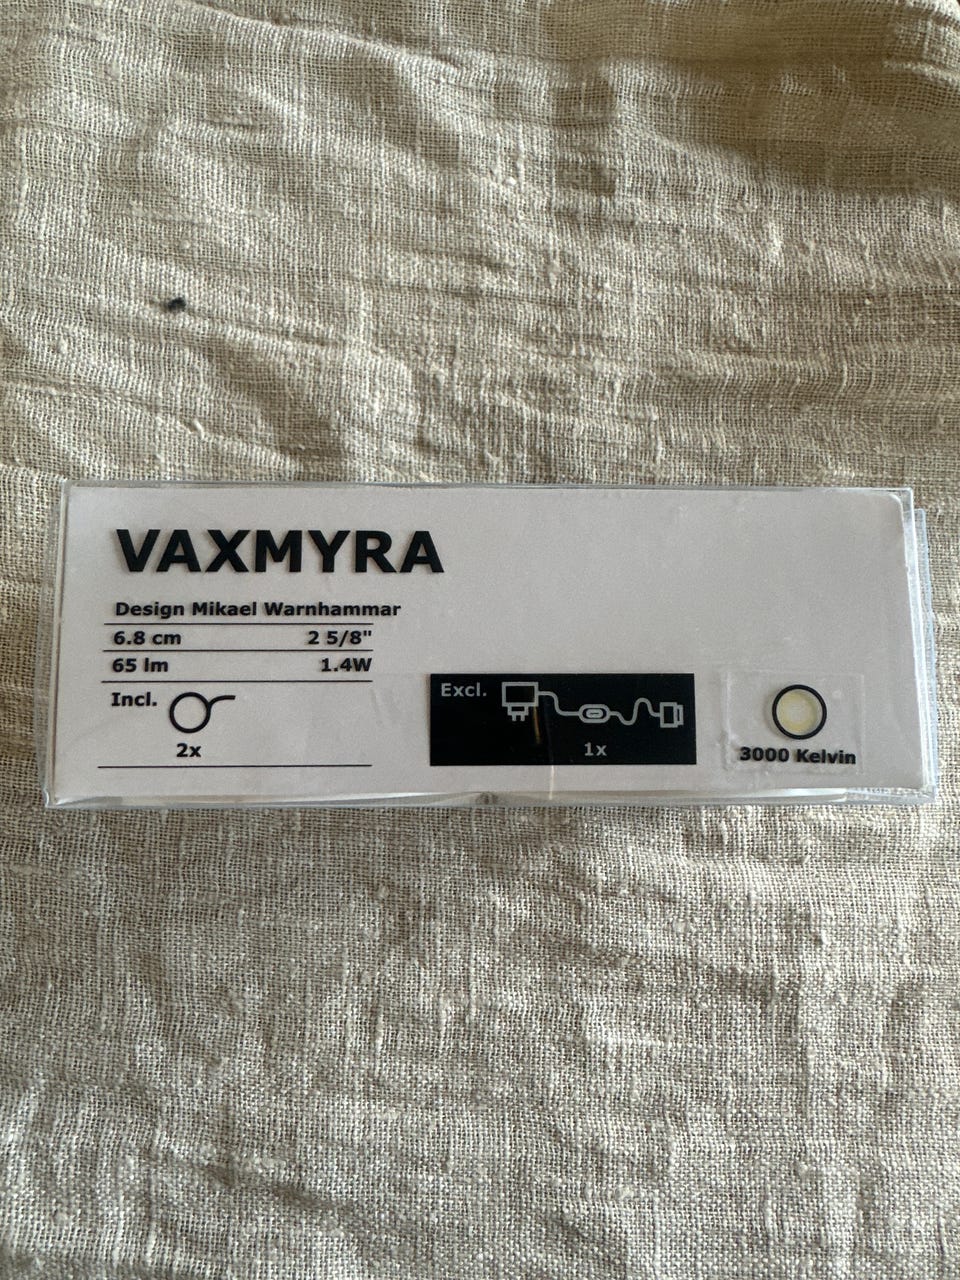 VAXMYRA
Design Mikael Warnhammar
6.8 cm 2 5/8"
65 lm 1.4W
Incl.
2x
Excl.
1x
3000 Kelvin